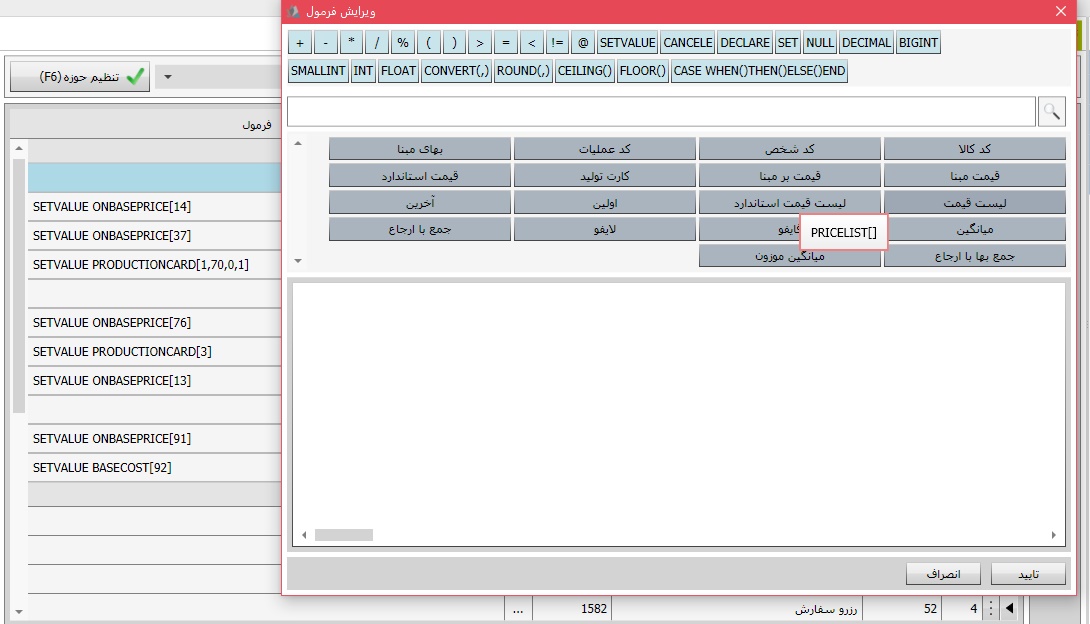 ویرایش فرمول
+ - * / % ( ) > = < != @ SETVALUE CANCELE DECLARE SET NULL DECIMAL BIGINT
SMALLINT INT FLOAT CONVERT(,) ROUND(,) CEILING() FLOOR() CASE WHEN()THEN()ELSE()END
کد کالا کد شخص کد عملیات بهای مبنا
قیمت مبنا قیمت بر مبنا کارت تولید قیمت استاندارد
لیست قیمت لیست قیمت استاندارد اولین آخرین
میانگین فایفو لایفو جمع با ارجاع
جمع بها با ارجاع میانگین موزون
PRICELIST[]
تایید انصراف
تنظیم حوزه (F6)
فرمول
SETVALUE ONBASEPRICE[14]
SETVALUE ONBASEPRICE[37]
SETVALUE PRODUCTIONCARD[1,70,0,1]
SETVALUE ONBASEPRICE[76]
SETVALUE PRODUCTIONCARD[3]
SETVALUE ONBASEPRICE[13]
SETVALUE ONBASEPRICE[91]
SETVALUE BASECOST[92]
4 52 رزرو سفارش 1582 ...